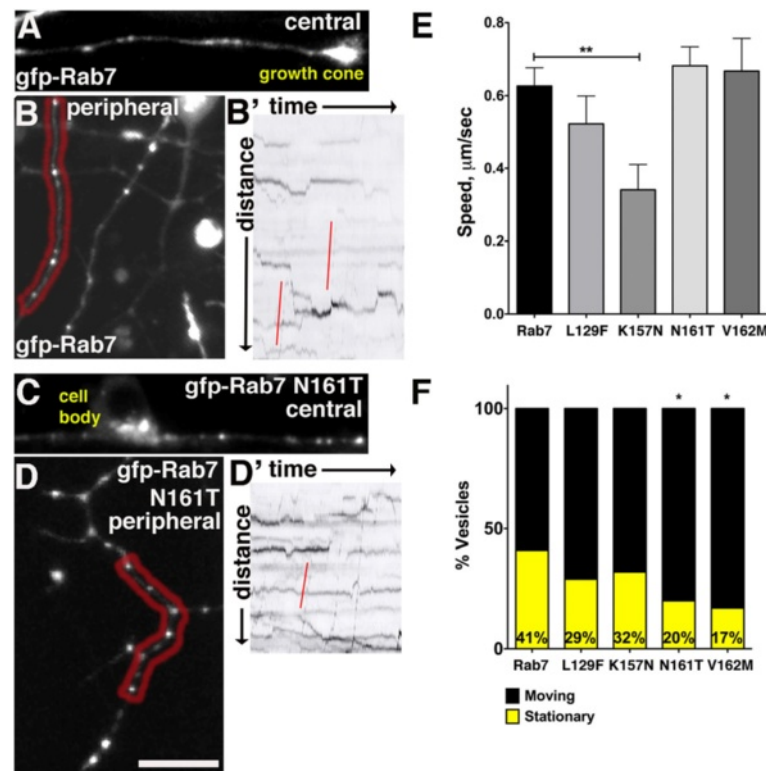 A
central
gfp-Rab7
growth cone
B
peripheral
gfp-Rab7
B' time
distance
C
cell
body
gfp-Rab7 N161T
central
D
gfp-Rab7
N161T
peripheral
D' time
distance
E
Speed, μm/sec
0.8
0.6
0.4
0.2
0.0
**
Rab7 L129F K157N N161T V162M
F
% Vesicles
100
50
0
* *
41% 29% 32% 20% 17%
Rab7 L129F K157N N161T V162M
Moving
Stationary